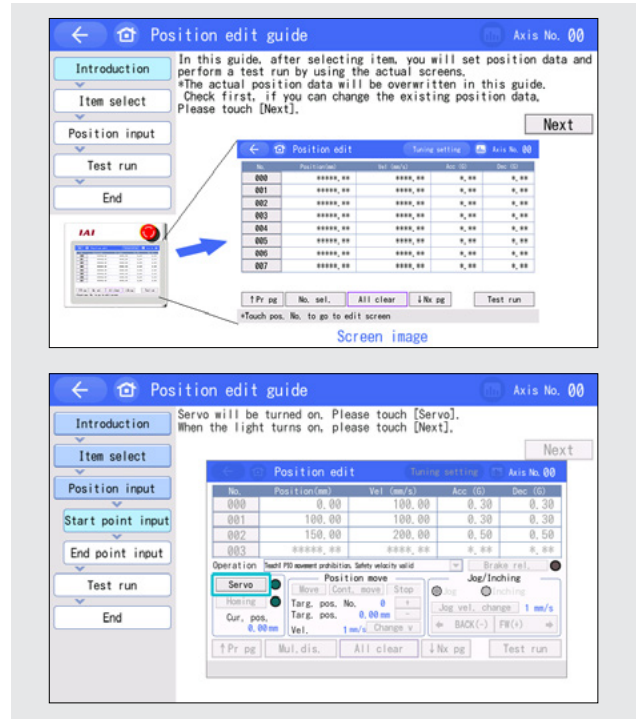 Position edit guide
Axis No. 00
Introduction
Item select
Position input
Test run
End
In this guide, after selecting item, you will set position data and
perform a test run by using the actual screens.
*The actual position data will be overwritten in this guide.
Check first, if you can change the existing position data,
Please touch [Next].
Next
IAI
Position edit
Tuning setting
Axis No. 00
No. Position(mm) Vel (mm/s) Acc (G) Dec (G)
000 *****.** ****.** *.** *.**
001 *****.** ****.** *.** *.**
002 *****.** ****.** *.** *.**
003 *****.** ****.** *.** *.**
004 *****.** ****.** *.** *.**
005 *****.** ****.** *.** *.**
006 *****.** ****.** *.** *.**
007 *****.** ****.** *.** *.**
↑Pr pg No. sel. All clear ↓Nx pg Test run
*Touch pos. No. to go to edit screen
Screen image
Position edit guide
Axis No. 00
Introduction
Item select
Position input
Start point input
End point input
Test run
End
Servo will be turned on. Please touch [Servo].
When the light turns on, please touch [Next].
Next
Position edit
Tuning setting
Axis No. 00
No. Position(mm) Vel (mm/s) Acc (G) Dec (G)
000 0.00 100.00 0.30 0.30
001 100.00 100.00 0.30 0.30
002 150.00 200.00 0.50 0.50
003 *****.** ****.** *.** *.**
Operation Teach1 PIO movement prohibition, Safety velocity valid
Brake rel.
Servo
Homing
Cur. pos.
0.00mm
Position move
Move Cont. move Stop
Targ. pos. No. 0 +
Targ. pos. 0.00 mm -
Vel. 1 mm/s Change v
Jog/Inching
Jog Inching
Jog vel. change 1 mm/s
← BACK(-) FW(+) →
↑Pr pg Mul.dis. All clear ↓Nx pg Test run